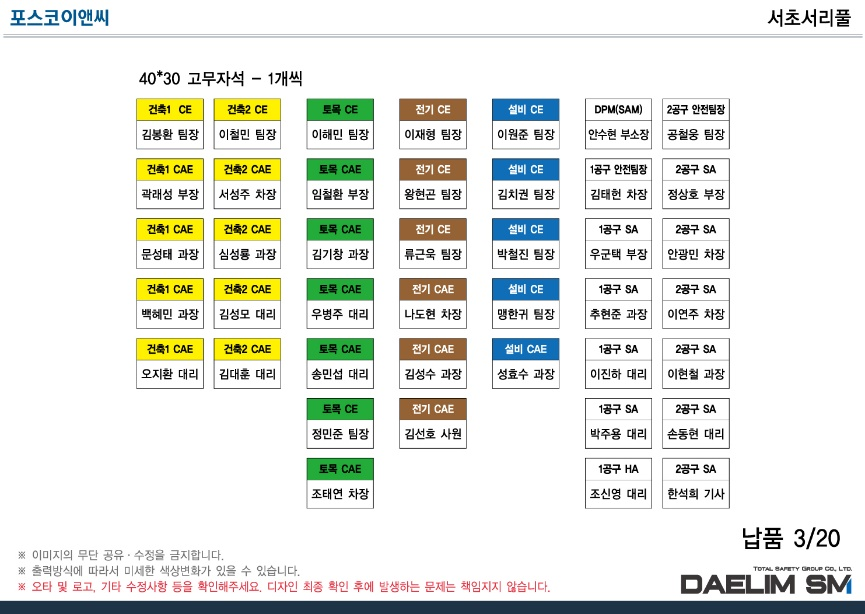 포스코이앤씨
서초서리풀
40*30 고무자석 - 1개씩
건축1 CE 건축2 CE 토목 CE 전기 CE 설비 CE DPM(SAM) 2공구 안전팀장
김봉환 팀장 이철민 팀장 이해민 팀장 이재형 팀장 이원준 팀장 안수현 부소장 공철웅 팀장
건축1 CAE 건축2 CAE 토목 CAE 전기 CE 설비 CE 1공구 안전팀장 2공구 SA
곽래성 부장 서성주 차장 임철환 부장 왕현곤 팀장 김치권 팀장 김태헌 차장 정상호 부장
건축1 CAE 건축2 CAE 토목 CAE 전기 CE 설비 CE 1공구 SA 2공구 SA
문성태 과장 심성룡 과장 김기창 과장 류근욱 팀장 박철진 팀장 우군택 부장 안광민 차장
건축1 CAE 건축2 CAE 토목 CAE 전기 CAE 설비 CE 1공구 SA 2공구 SA
백혜민 과장 김성모 대리 우병주 대리 나도현 차장 맹한귀 팀장 추현준 과장 이연주 차장
건축1 CAE 건축2 CAE 토목 CAE 전기 CAE 설비 CAE 1공구 SA 2공구 SA
오지환 대리 김대훈 대리 송민섭 대리 김성수 과장 성효수 과장 이진하 대리 이현철 과장
토목 CE 전기 CAE 1공구 SA 2공구 SA
정민준 팀장 김선호 사원 박주용 대리 손동현 대리
토목 CAE 1공구 HA 2공구 SA
조태연 차장 조신영 대리 한석희 기사
납품 3/20
※ 이미지의 무단 공유·수정을 금지합니다.
※ 출력방식에 따라서 미세한 색상변화가 있을 수 있습니다.
※ 오타 및 로고, 기타 수정사항 등을 확인해주세요. 디자인 최종 확인 후에 발생하는 문제는 책임지지 않습니다.
TOTAL SAFETY GROUP CO., LTD.
DAELIM SM